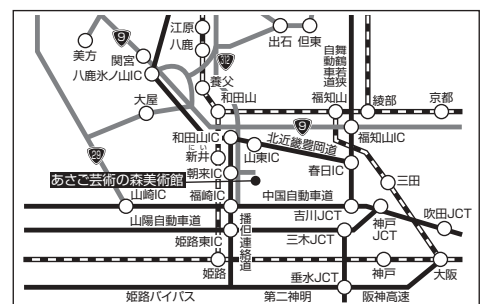 江原
八鹿
9
美方
関宮
八鹿氷ノ山IC
312
出石
但東
養父
舞鶴若狭
自動車道
大屋
和田山
福知山
綾部
京都
和田山IC
9
北近畿豊岡道
福知山IC
29
にい
新井
山東IC
朝来IC
春日IC
あさご芸術の森美術館
三田
山崎IC
福崎IC
中国自動車道
山陽自動車道
播但連絡道
吉川JCT
神戸
JCT
吹田JCT
姫路東IC
三木JCT
姫路
垂水JCT
神戸
大阪
姫路バイパス
第二神明
阪神高速